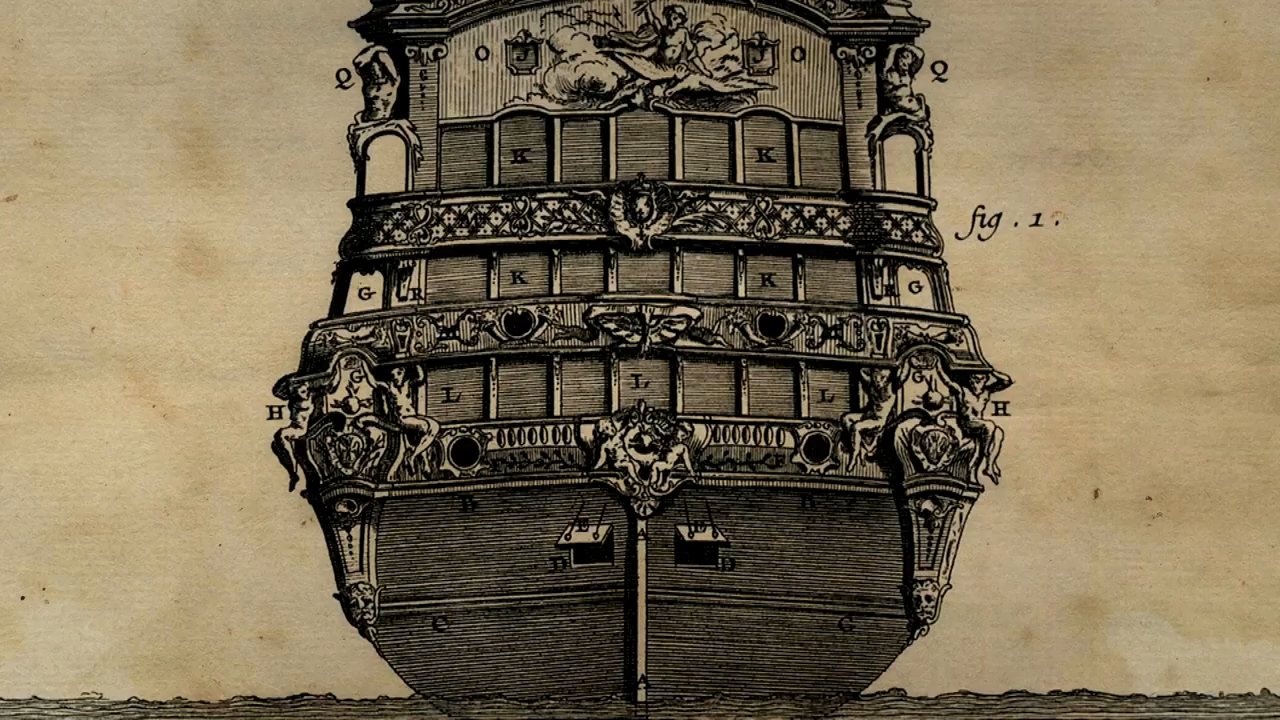 O J J O
Q Q
K K
fig. 1.
K K
G R R G
G L G
H L L H
B
E E
A
D D
C C
A